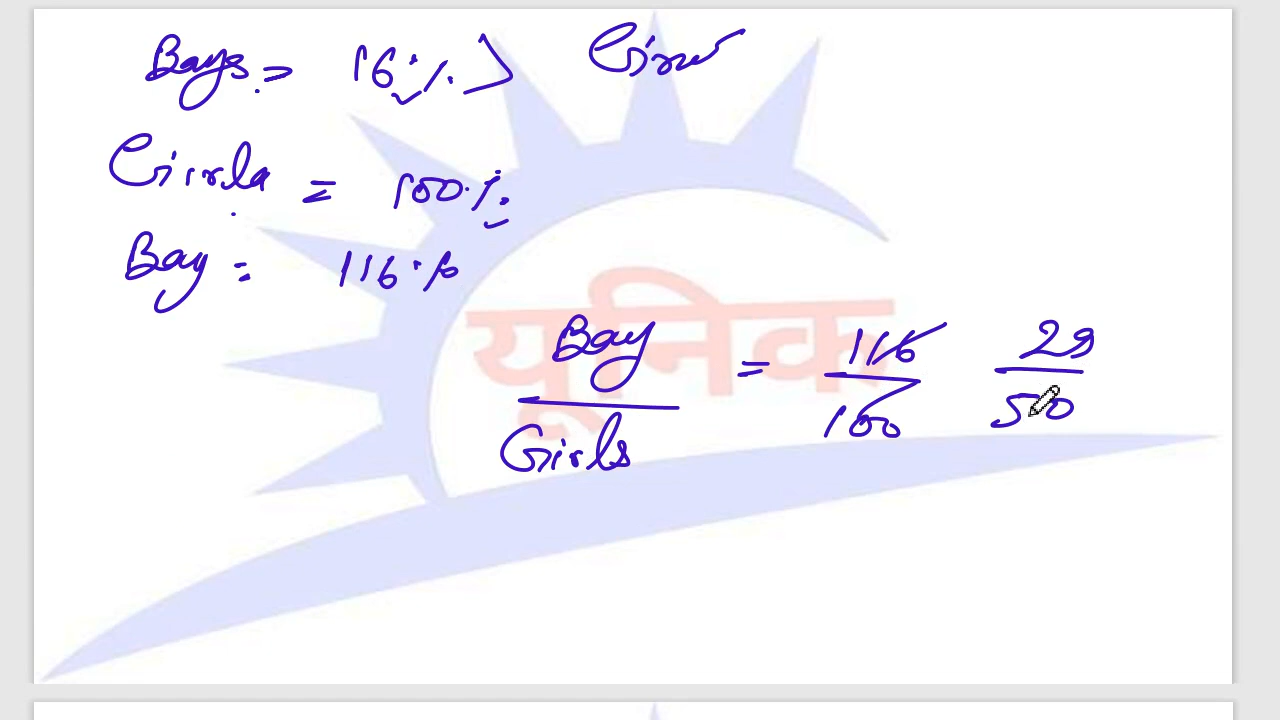 Boys = 16% > Girls
Girls = 100%
Boy = 116%
यूनिक
Boy/Girls = 116/100 29/50